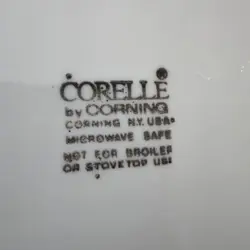 CORELLE®
by CORNING
CORNING N.Y. USA
MICROWAVE SAFE
NOT FOR BROILER
OR STOVETOP USE